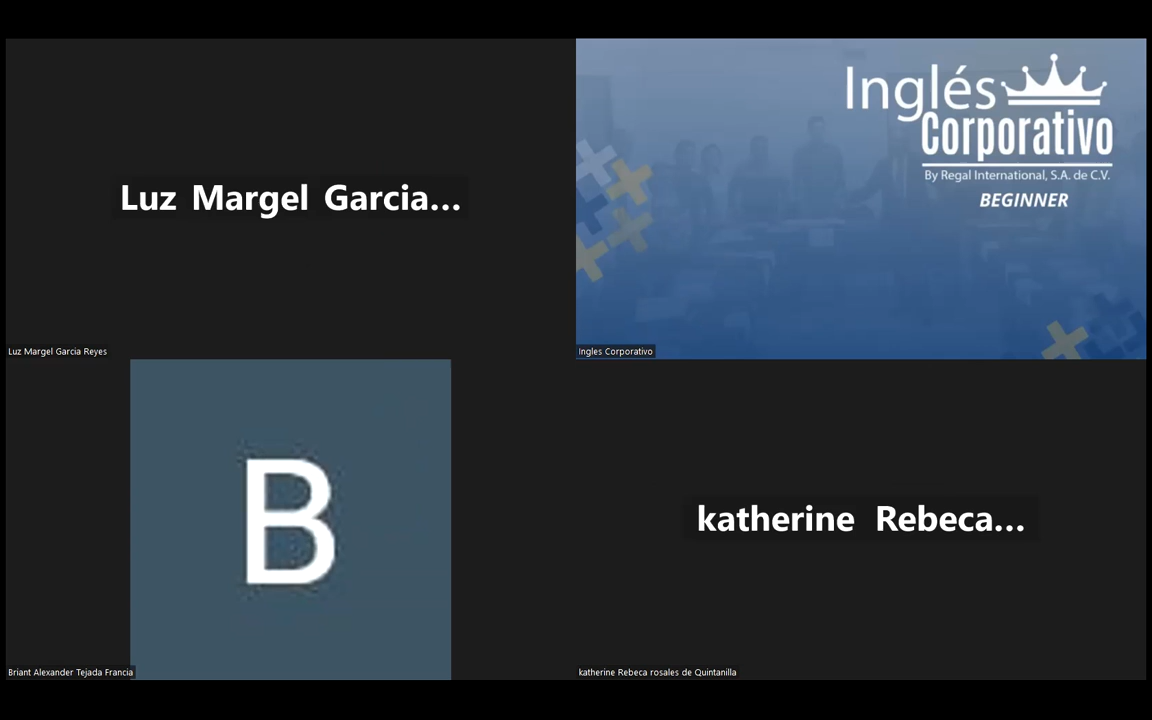 Luz Margel Garcia...
Luz Margel Garcia Reyes
Inglés
Corporativo
By Regal International, S.A. de C.V.
BEGINNER
Ingles Corporativo
B
Briant Alexander Tejada Francia
katherine Rebeca...
katherine Rebeca rosales de Quintanilla